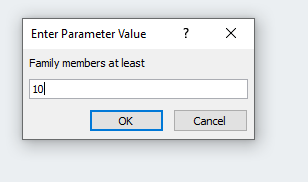 Enter Parameter Value ?
Family members at least
10
OK Cancel